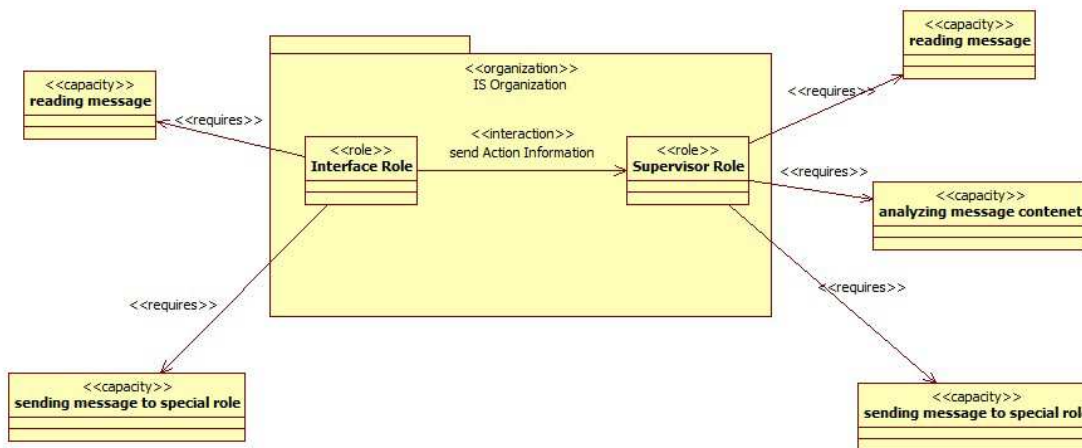 <<capacity>>
reading message
<<requires>>
<<organization>>
IS Organization
<<role>>
Interface Role
<<interaction>>
send Action Information
<<role>>
Supervisor Role
<<capacity>>
reading message
<<requires>>
<<requires>>
<<capacity>>
analyzing message contenet
<<requires>>
<<requires>>
<<capacity>>
sending message to special role
<<capacity>>
sending message to special role